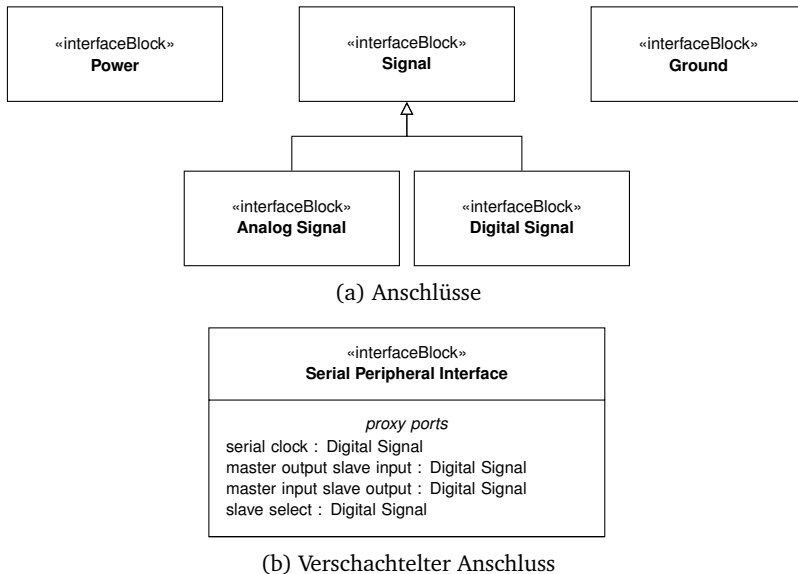 «interfaceBlock»
Power
«interfaceBlock»
Signal
«interfaceBlock»
Ground
«interfaceBlock»
Analog Signal
«interfaceBlock»
Digital Signal
(a) Anschlüsse
«interfaceBlock»
Serial Peripheral Interface
proxy ports
serial clock : Digital Signal
master output slave input : Digital Signal
master input slave output : Digital Signal
slave select : Digital Signal
(b) Verschachtelter Anschluss